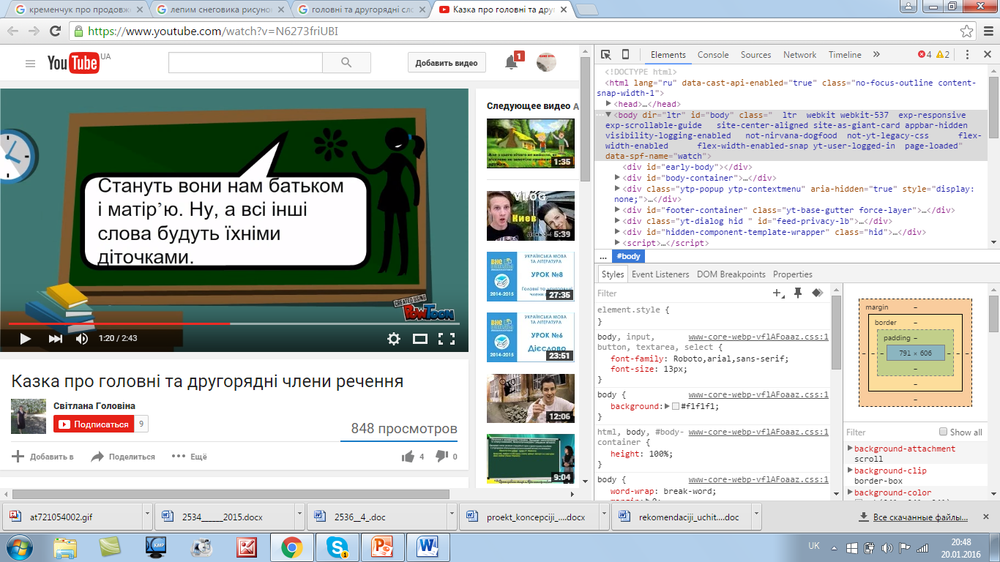 кременчук про продовж
лепим снеговика рисунок
головні та другорядні сло
Казка про головні та друг
https://www.youtube.com/watch?v=N6273friUBI
YouTube UA
Добавить видео
1
Стануть вони нам батьком
і матір’ю. Ну, а всі інші
слова будуть їхніми
діточками.
CREATED USING
POWTOON
1:20 / 2:43
Казка про головні та другорядні члени речення
Світлана Головіна
Подписаться 9
848 просмотров
Добавить в Поделиться Ещё 4 0
Следующее видео А
1:35
VLOG
Киев
5:39
УКРАЇНСЬКА МОВА
ТА ЛІТЕРАТУРА
УРОК №8
Головні та другорядні
2014-2015
27:35
УКРАЇНСЬКА МОВА
ТА ЛІТЕРАТУРА
УРОК №6
Дієслово
2014-2015
23:51
12:06
9:04
Elements Console Sources Network Timeline » 4 2
<!DOCTYPE html>
<html lang="ru" data-cast-api-enabled="true" class="no-focus-outline content-
snap-width-1">
<head>…</head>
<body dir="ltr" id="body" class="  ltr  webkit webkit-537  exp-responsive
exp-scrollable-guide   site-center-aligned site-as-giant-card appbar-hidden
visibility-logging-enabled   not-nirvana-dogfood  not-yt-legacy-css      flex-
width-enabled      flex-width-enabled-snap yt-user-logged-in  page-loaded"
data-spf-name="watch">
<div id="early-body"></div>
<div id="body-container">…</div>
<div class="ytp-popup ytp-contextmenu" aria-hidden="true" style="display:
none;">…</div>
<div id="footer-container" class="yt-base-gutter force-layer">…</div>
<div class="yt-dialog hid " id="feed-privacy-lb">…</div>
<div id="hidden-component-template-wrapper" class="hid">…</div>
<script>…</script>
... #body
Styles Event Listeners DOM Breakpoints Properties
Filter
element.style {
}
body, input, www-core-webp-vflAFoaaz.css:1
button, textarea, select {
font-family: Roboto,arial,sans-serif;
font-size: 13px;
}
body { www-core-webp-vflAFoaaz.css:1
background: #f1f1f1;
}
html, body, #body- www-core-webp-vflAFoaaz.css:1
container {
height: 100%;
}
body { www-core-webp-vflAFoaaz.css:1
word-wrap: break-word;
margin: 0;
margin –
border –
padding –
– – – 791 × 606 – – –
–
–
–
Filter Show all
background-attachment
scroll
background-clip
border-box
background-color
at721054002.gif
2534______2015.docx
2536__4_.doc
proekt_koncepciji_....docx
rekomendaciji_uchit....doc
Все скачанные файлы...
KMP
UK
20:48
20.01.2016